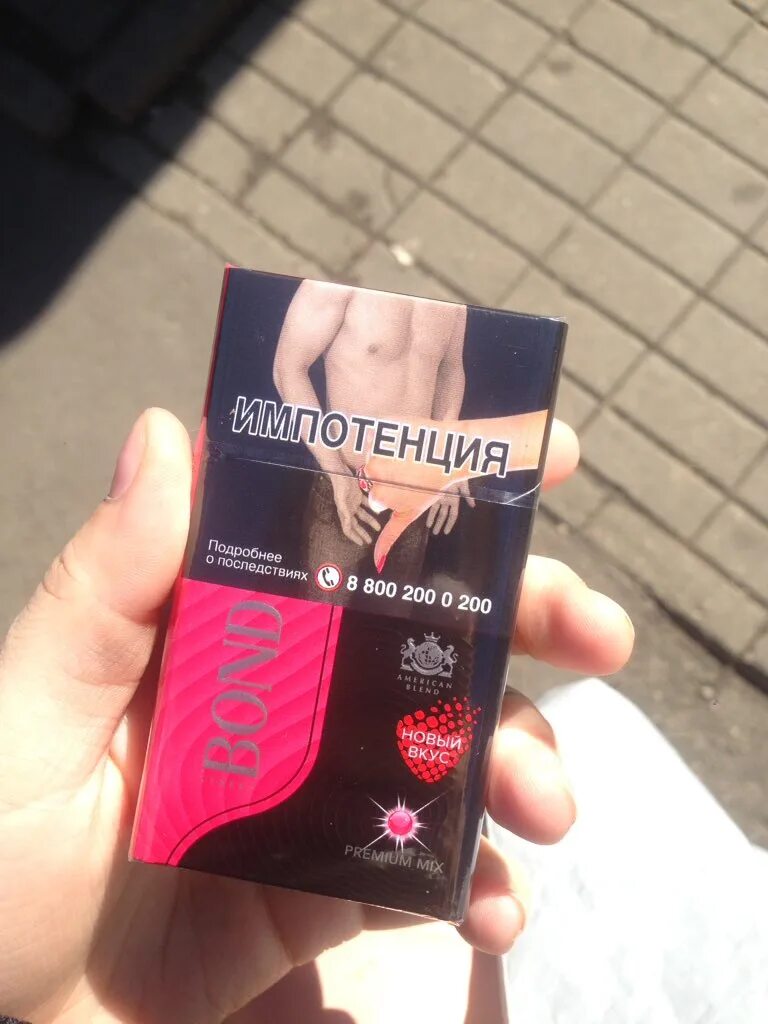 ИМПОТЕНЦИЯ
Подробнее
о последствиях
8 800 200 0 200
BOND
AMERICAN
BLEND
НОВЫЙ
ВКУС
PREMIUM MIX